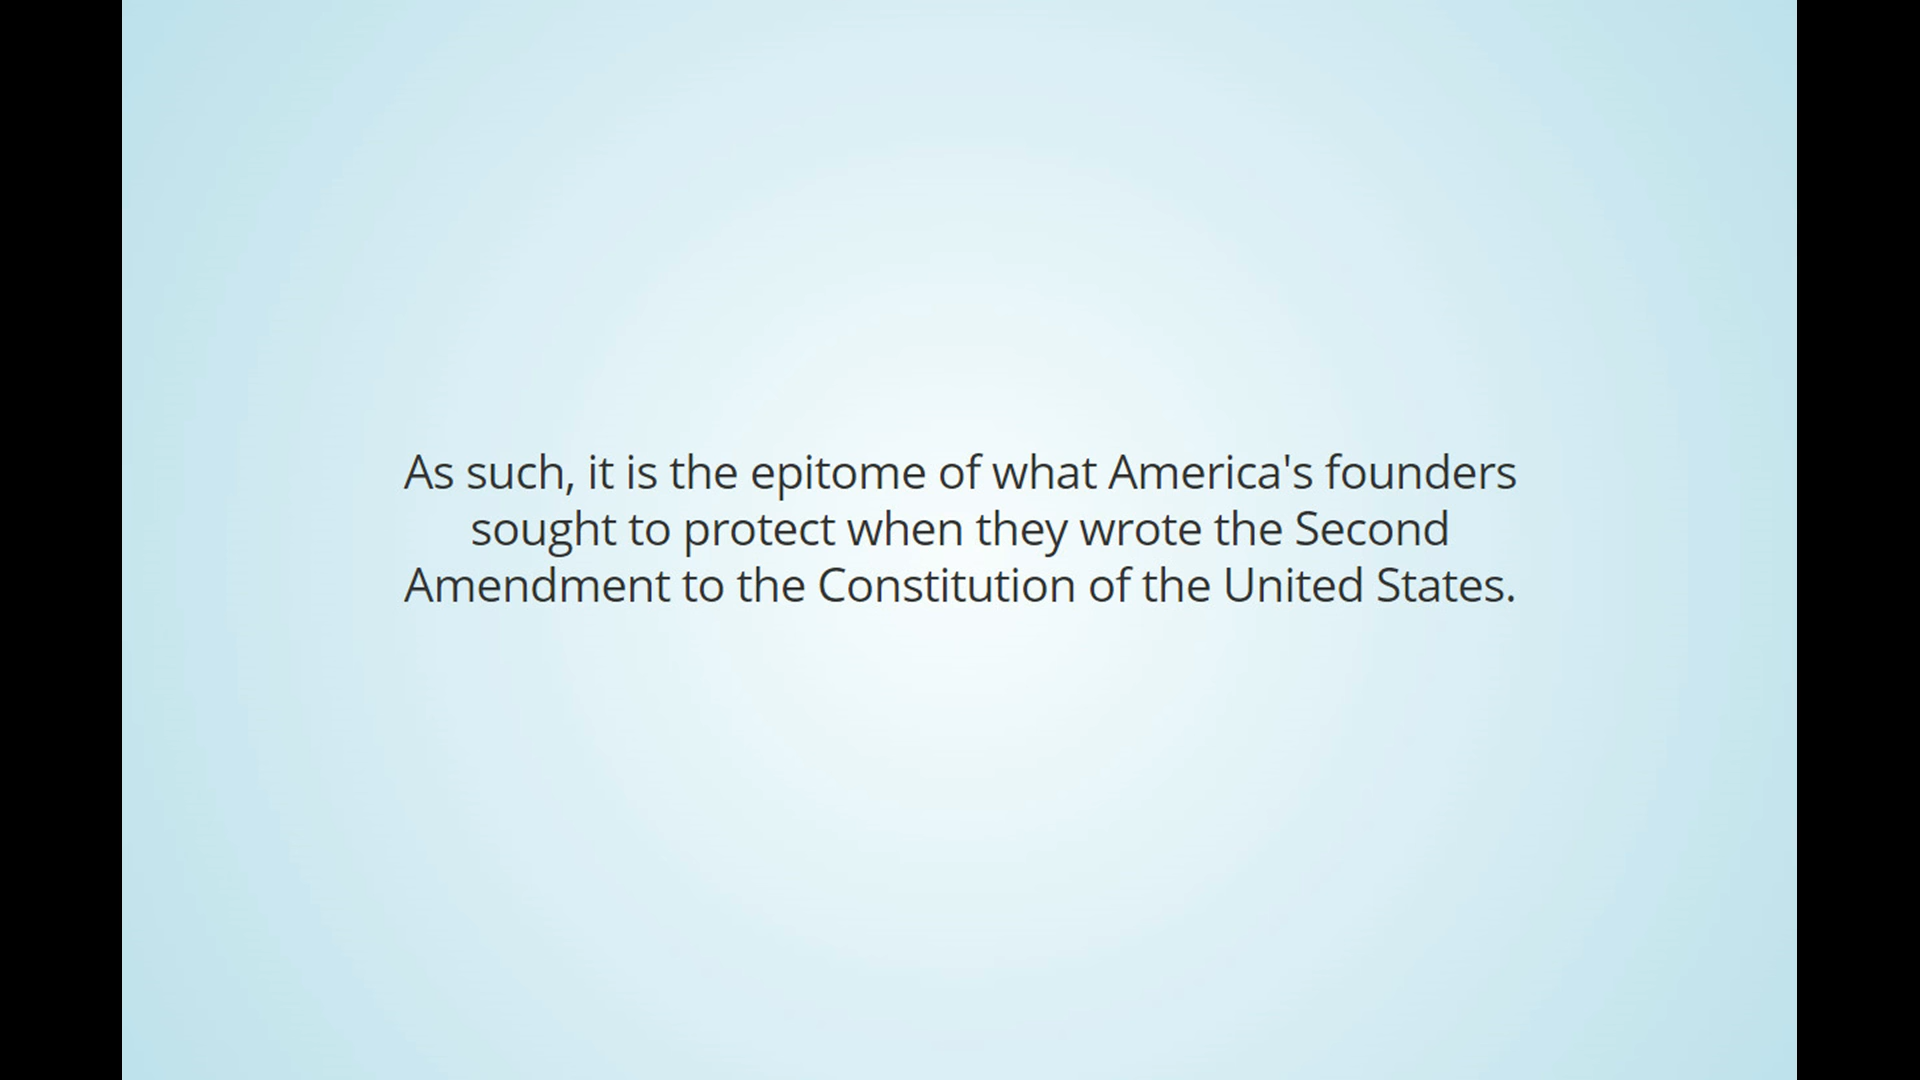 As such, it is the epitome of what America's founders
sought to protect when they wrote the Second
Amendment to the Constitution of the United States.